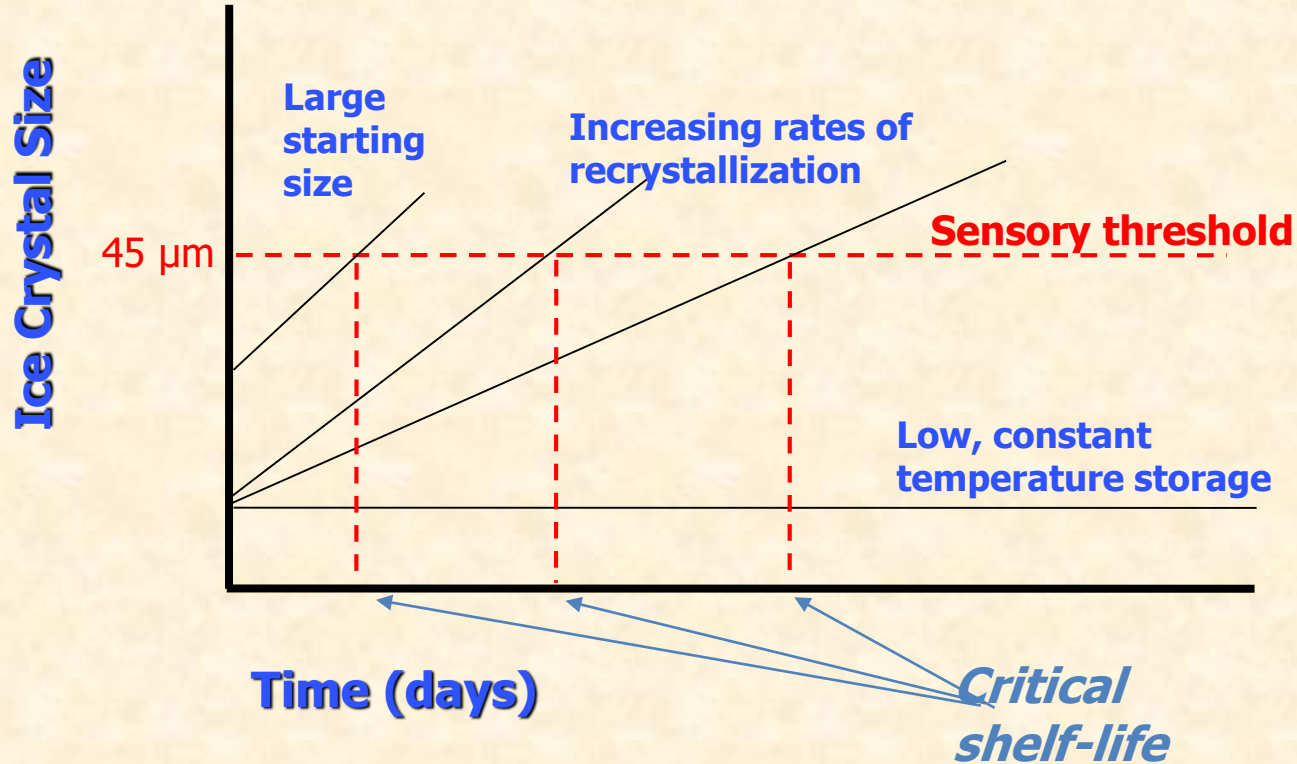 Ice Crystal Size
Large
starting
size
Increasing rates of
recrystallization
45 µm
Sensory threshold
Low, constant
temperature storage
Time (days)
Critical
shelf-life